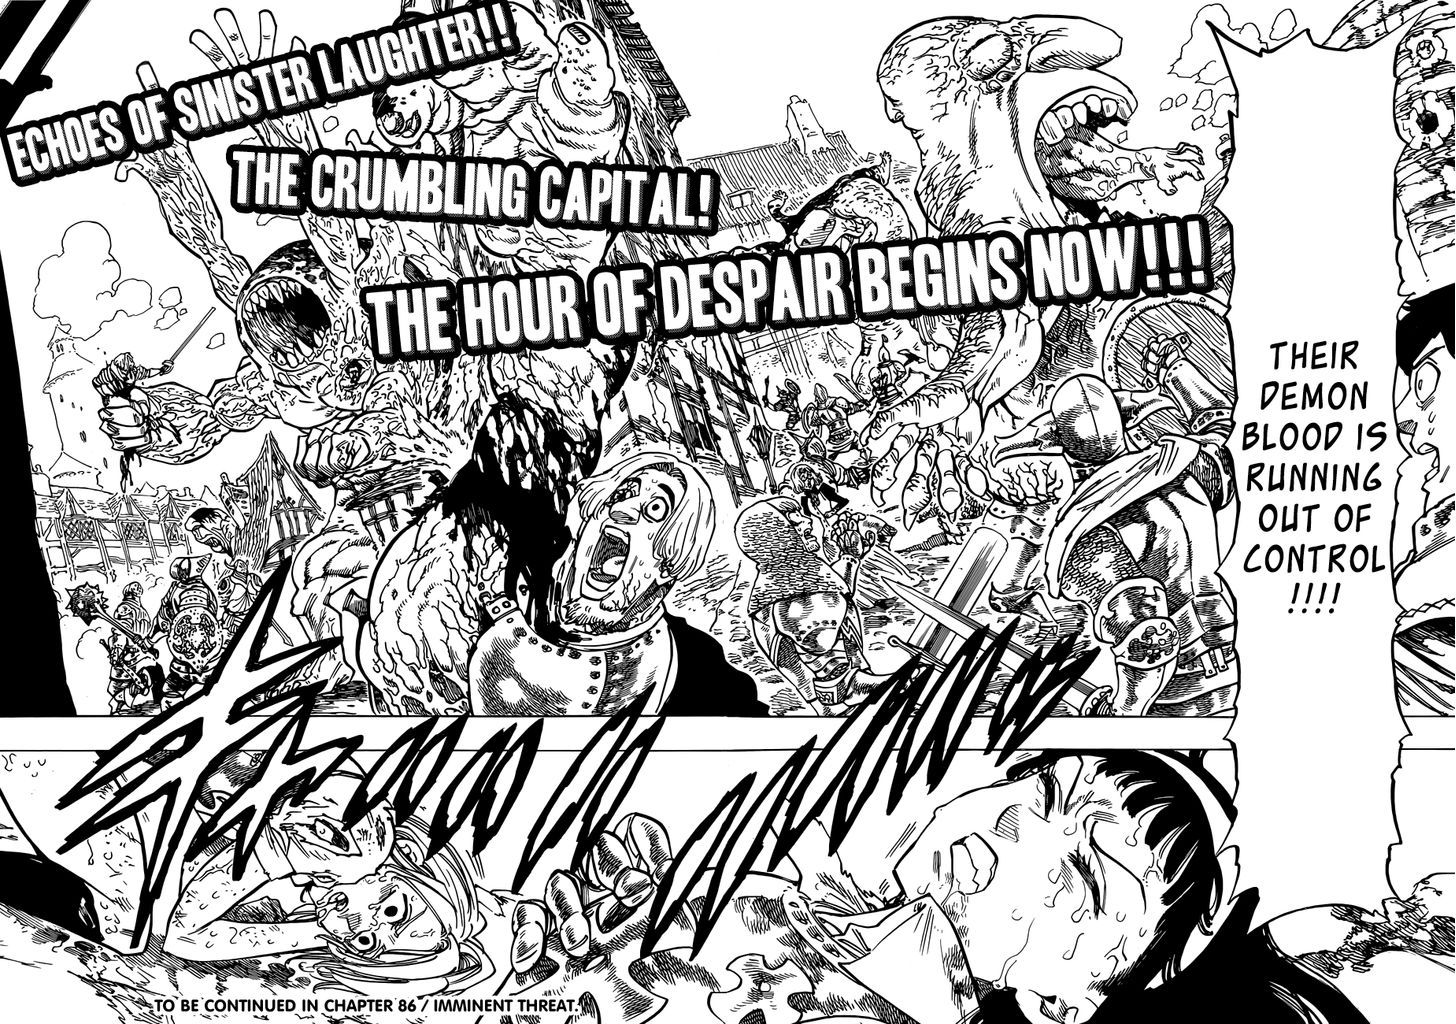 ECHOES OF SINISTER LAUGHTER!!
THE CRUMBLING CAPITAL!
THE HOUR OF DESPAIR BEGINS NOW!!!
THEIR
DEMON
BLOOD IS
RUNNING
OUT OF
CONTROL
!!!!
TO BE CONTINUED IN CHAPTER 86 / IMMINENT THREAT.